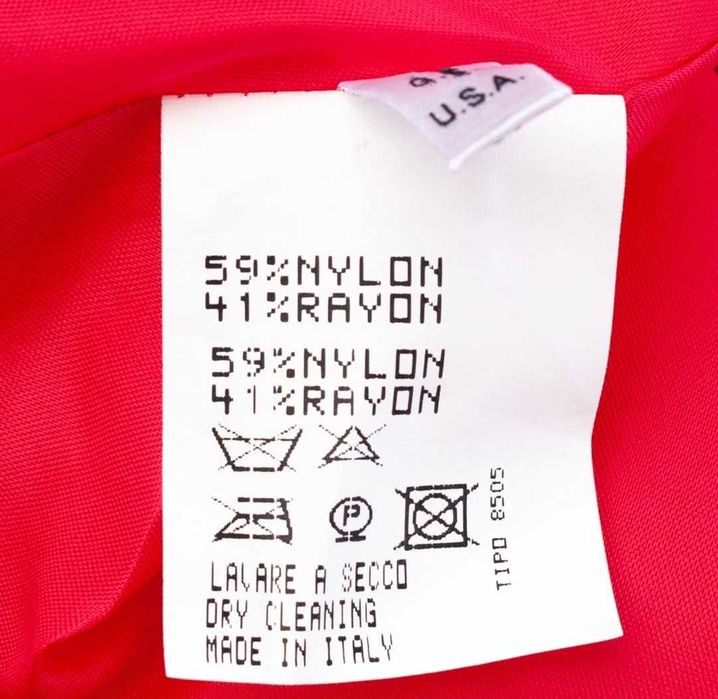 U.S.A.
59%NYLON
41%RAYON
59%NYLON
41%RAYON
P
TIPO 8505
LAVARE A SECCO
DRY CLEANING
MADE IN ITALY